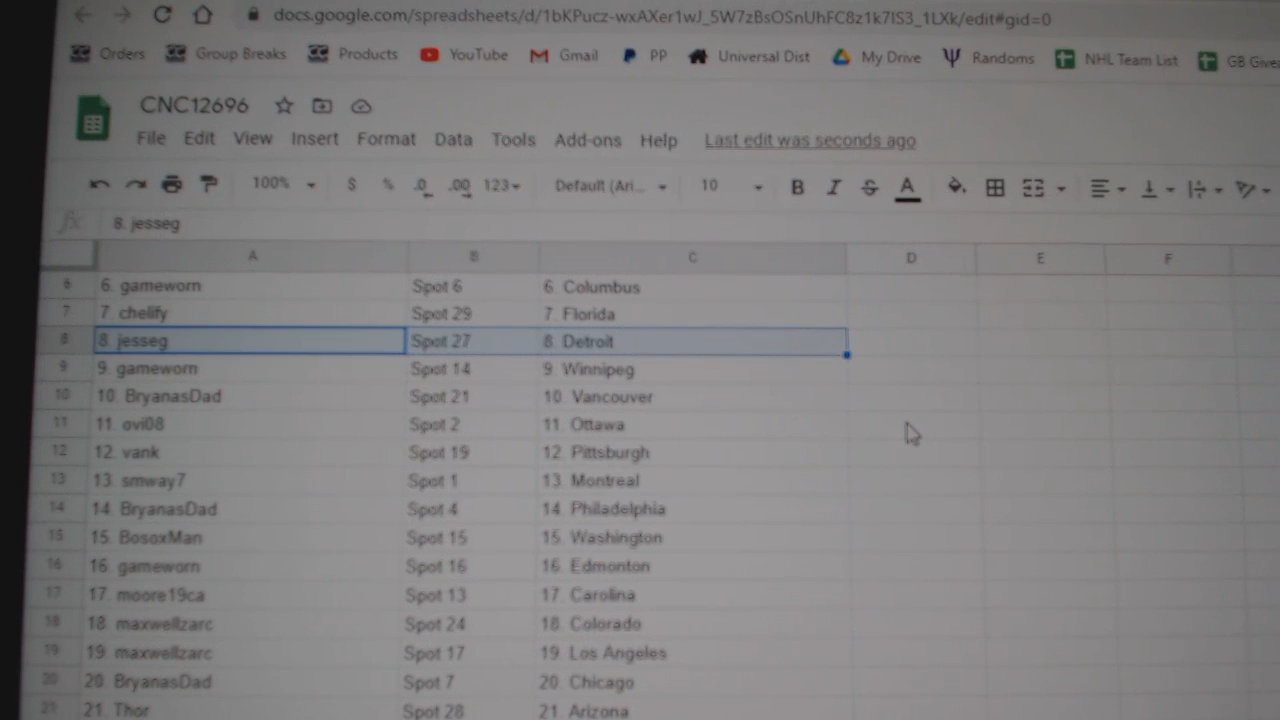 docs.google.com/spreadsheets/d/1bKPucz-wxAXer1wJ_5W7zBsOSnUhFC8z1k7IS3_1LXk/edit#gid=0
Orders Group Breaks Products YouTube Gmail PP Universal Dist My Drive Randoms NHL Team List GB Give
CNC12696
File Edit View Insert Format Data Tools Add-ons Help Last edit was seconds ago
100% $ % .0 .00 123 Default (Ari... 10 B I S A
fx 8. jesseg
A B C D E F
6 6. gameworn Spot 6 6. Columbus
7 7. chelify Spot 29 7. Florida
8 8. jesseg Spot 27 8. Detroit
9 9. gameworn Spot 14 9. Winnipeg
10 10. BryanasDad Spot 21 10. Vancouver
11 11. ovi08 Spot 2 11. Ottawa
12 12. vank Spot 19 12. Pittsburgh
13 13. smway7 Spot 1 13. Montreal
14 14. BryanasDad Spot 4 14. Philadelphia
15 15. BosoxMan Spot 15 15. Washington
16 16. gameworn Spot 16 16. Edmonton
17 17. moore19ca Spot 13 17. Carolina
18 18. maxwellzarc Spot 24 18. Colorado
19 19. maxwellzarc Spot 17 19. Los Angeles
20 20. BryanasDad Spot 7 20. Chicago
21 21. Thor Spot 28 21. Arizona